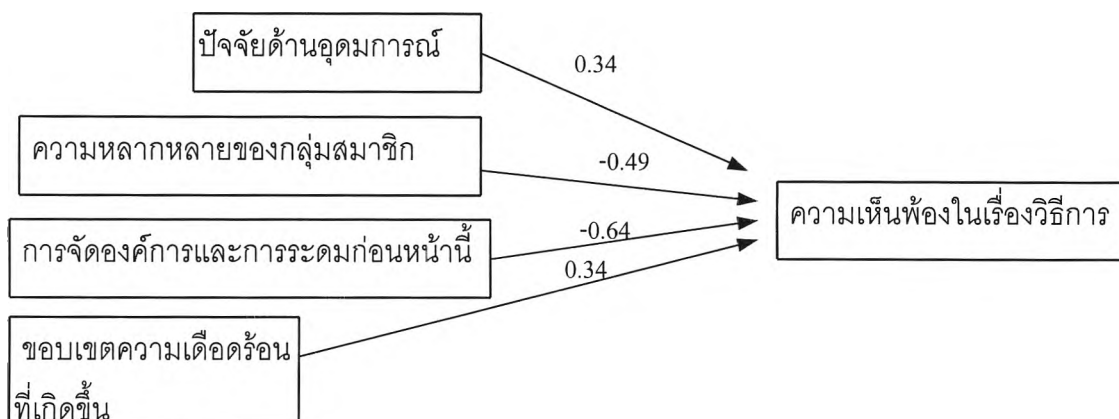 ปัจจัยด้านอุดมการณ์
0.34
ความหลากหลายของกลุ่มสมาชิก
-0.49
ความเห็นพ้องในเรื่องวิธีการ
การจัดองค์การและการระดมก่อนหน้านี้
-0.64
0.34
ขอบเขตความเดือดร้อน
ที่เกิดขึ้น